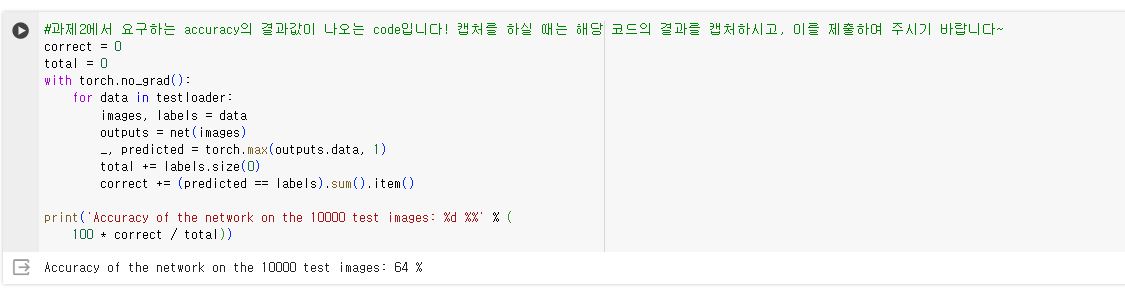 #과제2에서 요구하는 accuracy의 결과값이 나오는 code입니다! 캡처를 하실 때는 해당 코드의 결과를 캡처하시고, 이를 제출하여 주시기 바랍니다~
correct = 0
total = 0
with torch.no_grad():
    for data in testloader:
        images, labels = data
        outputs = net(images)
        _, predicted = torch.max(outputs.data, 1)
        total += labels.size(0)
        correct += (predicted == labels).sum().item()
print('Accuracy of the network on the 10000 test images: %d %%' % (
    100 * correct / total))
Accuracy of the network on the 10000 test images: 64 %